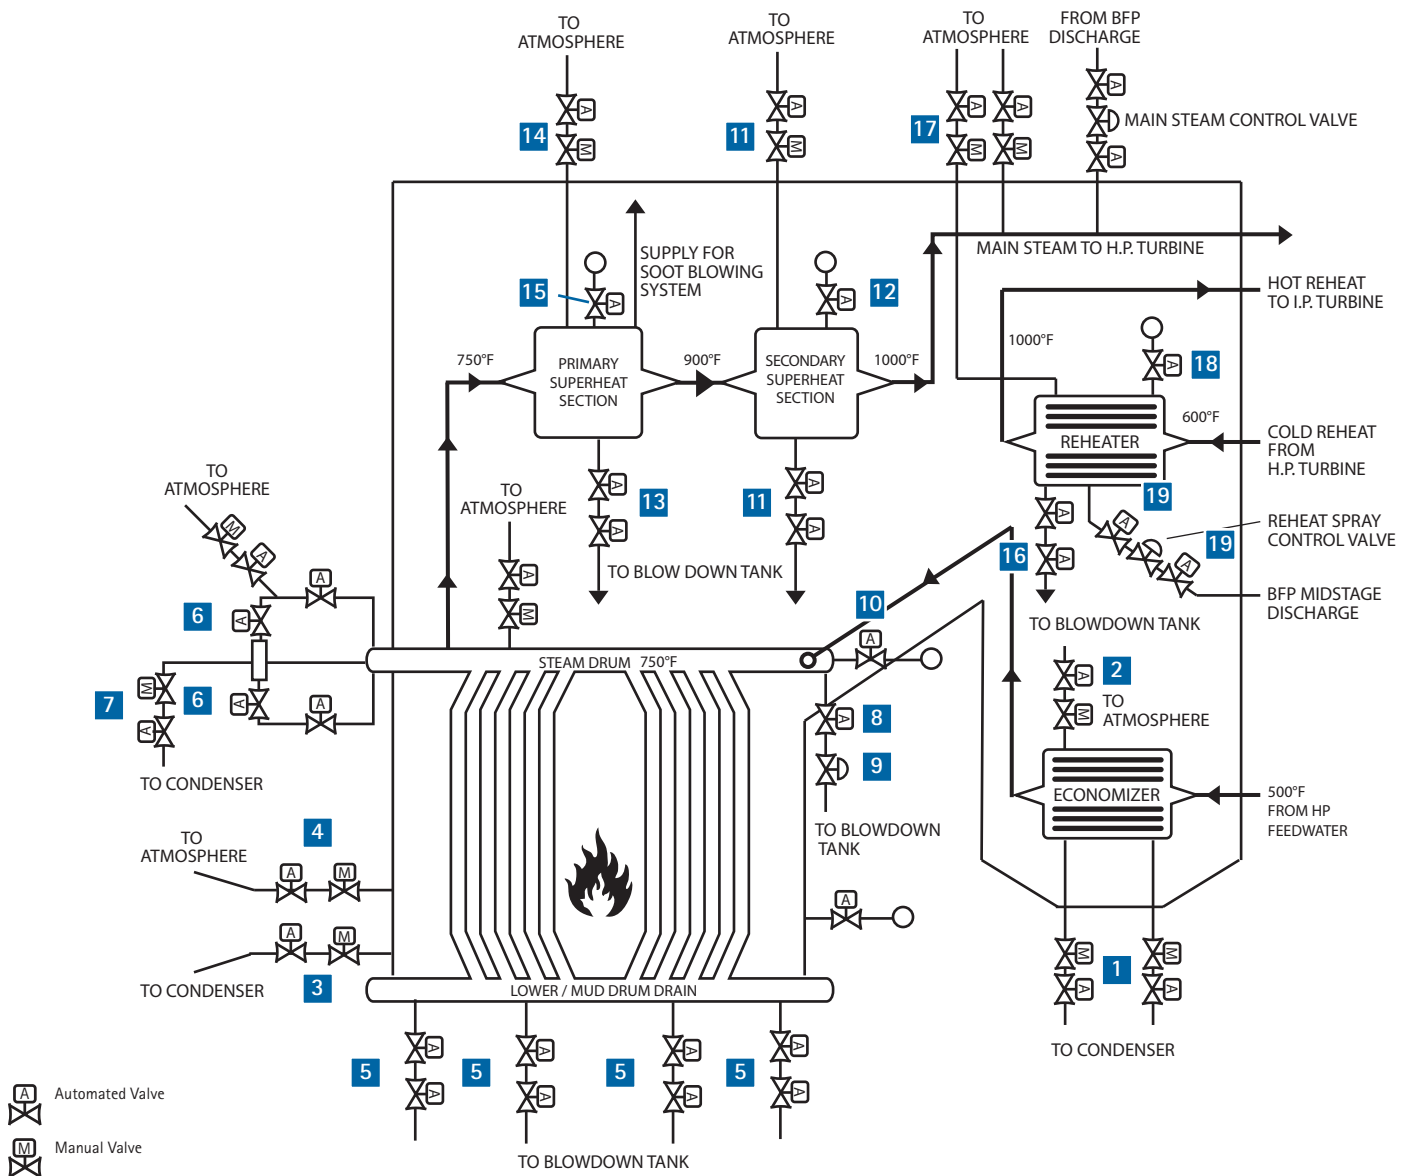 TO
ATMOSPHERE
TO
ATMOSPHERE
TO
ATMOSPHERE
FROM BFP
DISCHARGE
A
A
A
A
A
14
M
11
M
17
M
M
MAIN STEAM CONTROL VALVE
A
SUPPLY FOR
SOOT BLOWING
SYSTEM
MAIN STEAM TO H.P. TURBINE
15
A
12
A
HOT REHEAT
TO I.P. TURBINE
750°F
PRIMARY
SUPERHEAT
SECTION
900°F
SECONDARY
SUPERHEAT
SECTION
1000°F
1000°F
A
18
600°F
REHEATER
COLD REHEAT
FROM
H.P. TURBINE
TO
ATMOSPHERE
TO
ATMOSPHERE
A
A
13
A
A
11
19
A
A
16
A
19
A
REHEAT SPRAY
CONTROL VALVE
M
A
A
M
TO BLOW DOWN TANK
BFP MIDSTAGE
DISCHARGE
TO BLOWDOWN TANK
A
6
A
10
A
STEAM DRUM 750°F
7
M
A
6
A
A
TO CONDENSER
2
A
M
TO
ATMOSPHERE
8
A
9
TO BLOWDOWN
TANK
ECONOMIZER
500°F
FROM HP
FEEDWATER
TO
ATMOSPHERE
4
A
M
A
A
M
TO CONDENSER
3
M
A
1
M
A
TO CONDENSER
LOWER / MUD DRUM DRAIN
5
A
A
5
A
A
5
A
A
5
A
A
TO BLOWDOWN TANK
A
Automated Valve
M
Manual Valve